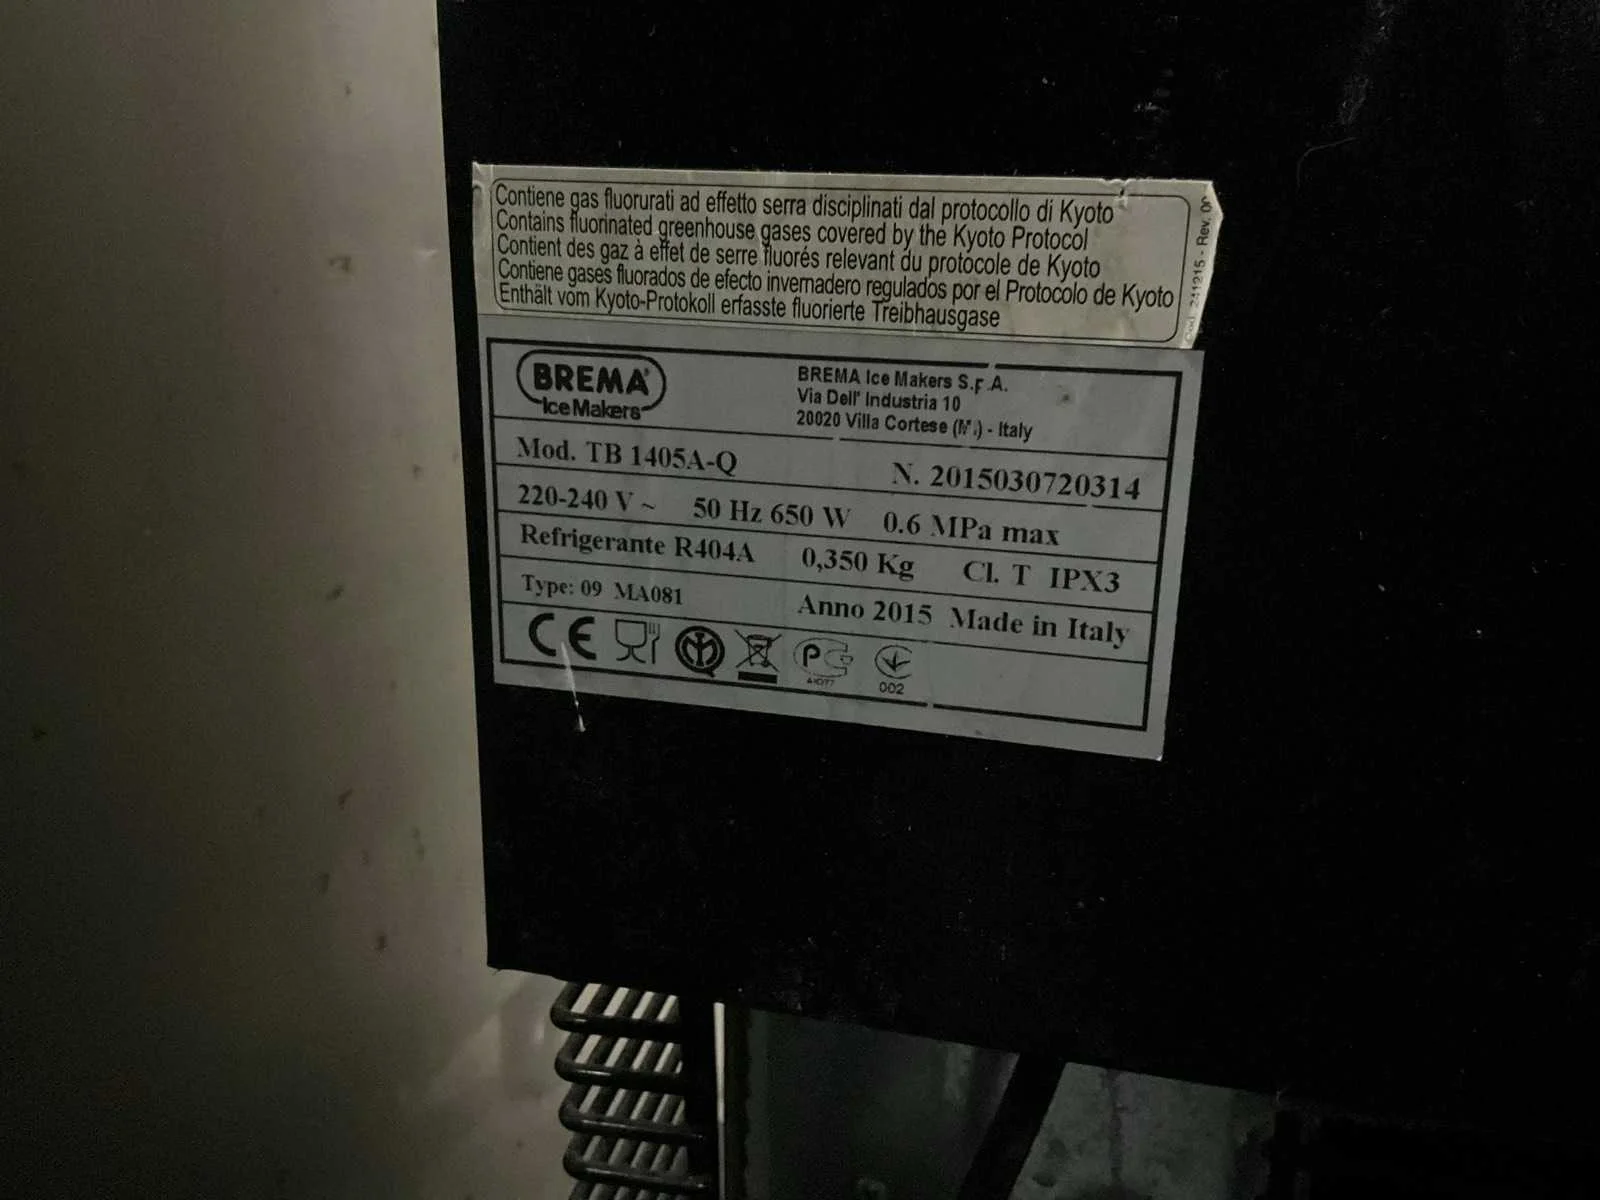 Contiene gas fluorurati ad effetto serra disciplinati dal protocollo di Kyoto
Contains fluorinated greenhouse gases covered by the Kyoto Protocol
Contient des gaz à effet de serre fluorés relevant du protocole de Kyoto
Contiene gases fluorados de efecto invernadero regulados por el Protocolo de Kyoto
Enthält vom Kyoto-Protokoll erfasste fluorierte Treibhausgase
Cod. 241215 - Rev. 00
BREMA
Ice Makers
BREMA Ice Makers S.p.A.
Via Dell' Industria 10
20020 Villa Cortese (MI) - Italy
Mod. TB 1405A-Q N. 2015030720314
220-240 V ~ 50 Hz 650 W 0.6 MPa max
Refrigerante R404A 0,350 Kg Cl. T IPX3
Type: 09 MA081 Anno 2015 Made in Italy
CE
002